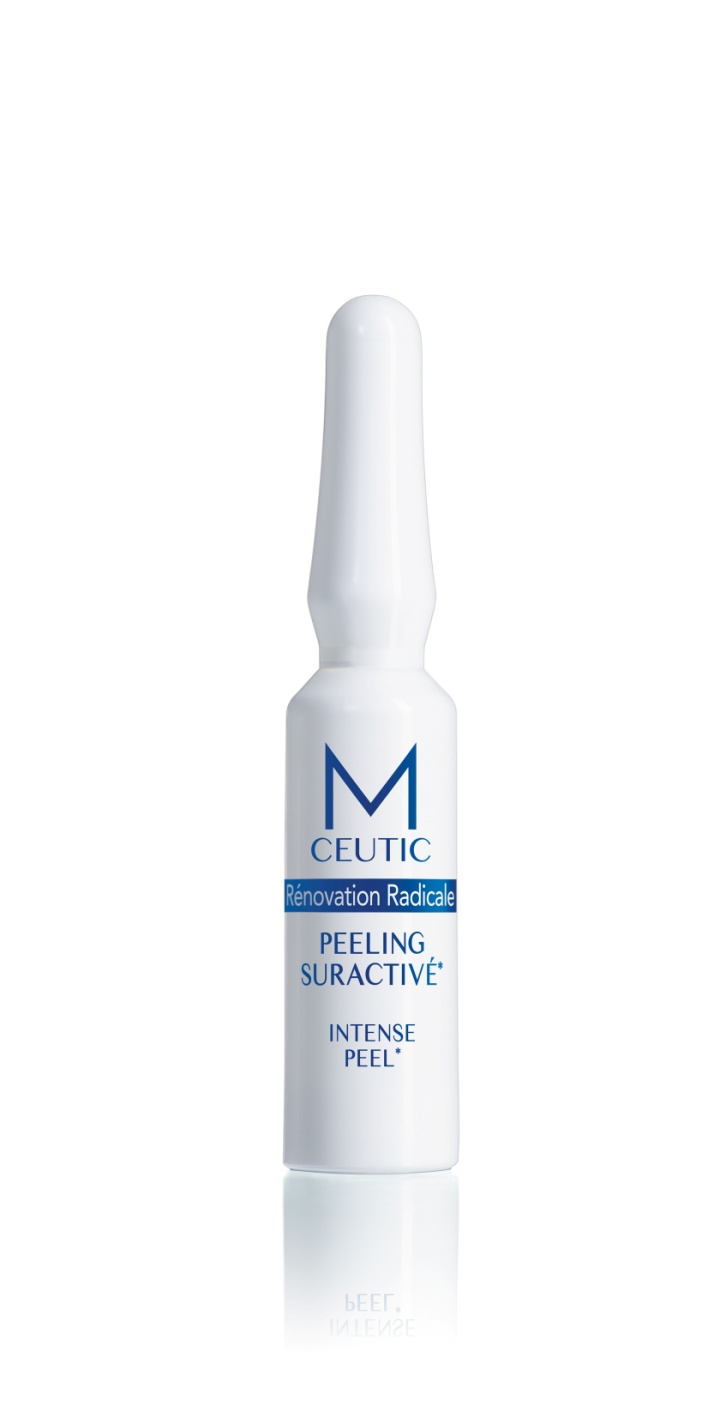 M
CEUTIC
Rénovation Radicale
PEELING
SURACTIVÉ*
INTENSE
PEEL*